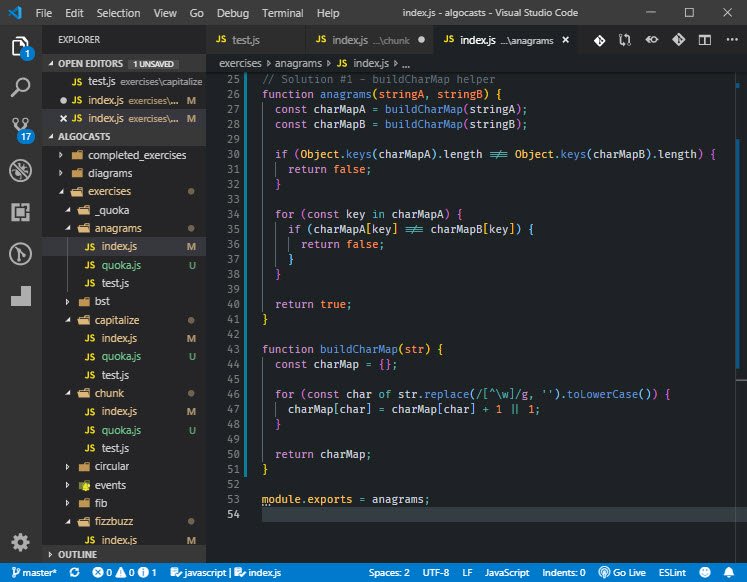 File Edit Selection View Go Debug Terminal Help index.js - algocasts - Visual Studio Code
EXPLORER
OPEN EDITORS 1 UNSAVED
JS test.js exercises\capitalize
JS index.js exercises\... M
JS index.js exercises\... M
ALGOCASTS
completed_exercises
diagrams
exercises
_quoka
anagrams
JS index.js M
JS quoka.js U
JS test.js
bst
capitalize
JS index.js M
JS quoka.js U
JS test.js
chunk
JS index.js M
JS quoka.js U
JS test.js
circular
events
fib
fizzbuzz
JS index.js M
OUTLINE
1
17
JS test.js JS index.js ...\chunk JS index.js ...\anagrams
exercises › anagrams › JS index.js › ...
25 // Solution #1 - buildCharMap helper
26 function anagrams(stringA, stringB) {
27 const charMapA = buildCharMap(stringA);
28 const charMapB = buildCharMap(stringB);
29
30 if (Object.keys(charMapA).length !== Object.keys(charMapB).length) {
31 return false;
32 }
33
34 for (const key in charMapA) {
35 if (charMapA[key] !== charMapB[key]) {
36 return false;
37 }
38 }
39
40 return true;
41 }
42
43 function buildCharMap(str) {
44 const charMap = {};
45
46 for (const char of str.replace(/[^\w]/g, '').toLowerCase()) {
47 charMap[char] = charMap[char] + 1 || 1;
48 }
49
50 return charMap;
51 }
52
53 module.exports = anagrams;
54
master* 0 0 1 javascript | index.js Spaces: 2 UTF-8 LF JavaScript Indents: 0 Go Live ESLint